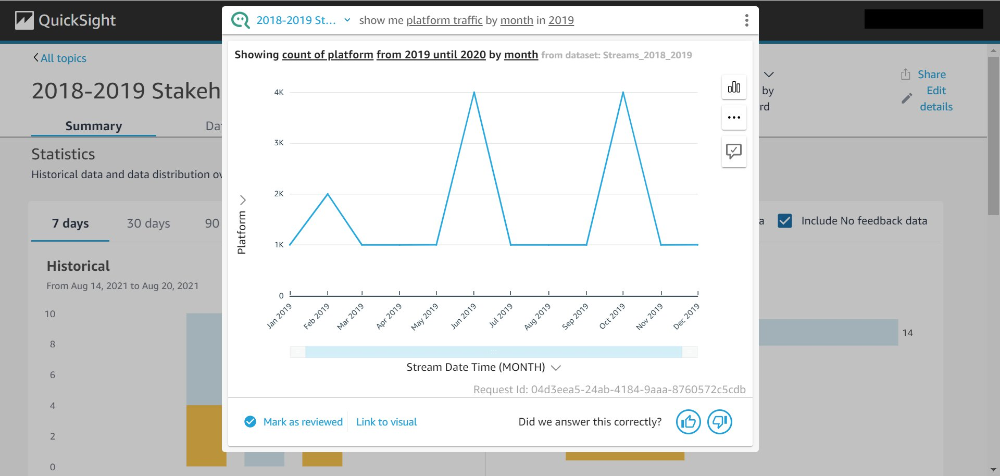 QuickSight
2018-2019 St... show me platform traffic by month in 2019
All topics
2018-2019 Stakeh
Summary
Da
Statistics
Historical data and data distribution ov
7 days 30 days 90
Historical
From Aug 14, 2021 to Aug 20, 2021
10
8
6
4
2
0
Showing count of platform from 2019 until 2020 by month from dataset: Streams_2018_2019
Platform
4K
3K
2K
1K
0
Jan 2019
Feb 2019
Mar 2019
Apr 2019
May 2019
Jun 2019
Jul 2019
Aug 2019
Sep 2019
Oct 2019
Nov 2019
Dec 2019
Stream Date Time (MONTH)
Request Id: 04d3eea5-24ab-4184-9aaa-8760572c5cdb
Mark as reviewed Link to visual Did we answer this correctly?
by
rd
Share
Edit
details
a Include No feedback data
14